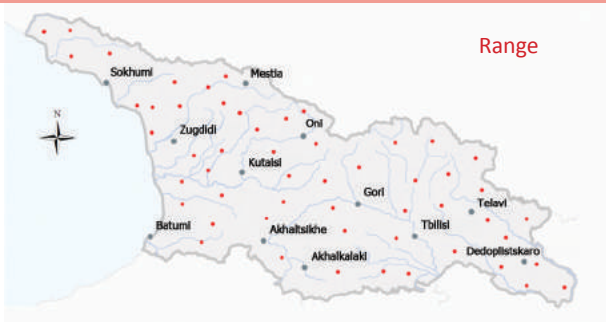 Range
Sokhumi
Mestia
N
Oni
Zugdidi
Kutaisi
Gori
Telavi
Batumi
Akhaltsikhe
Tbilisi
Dedoplistskaro
Akhalkalaki